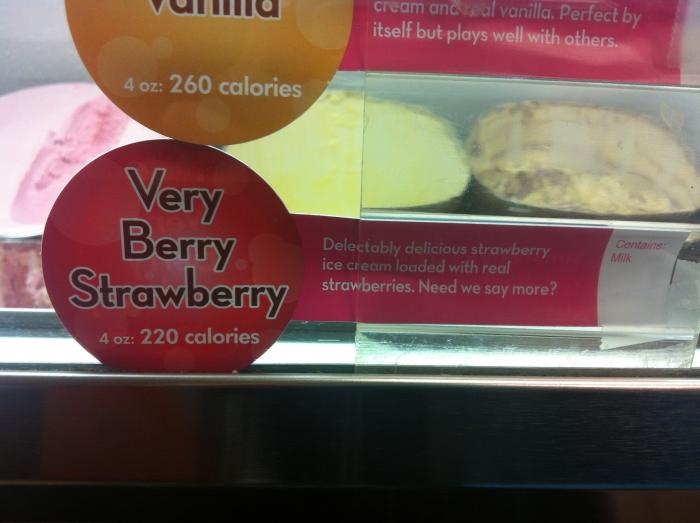 Vanilla
4 oz: 260 calories
cream and real vanilla. Perfect by
itself but plays well with others.
Very
Berry
Strawberry
4 oz: 220 calories
Delectably delicious strawberry
ice cream loaded with real
strawberries. Need we say more?
Contains:
Milk